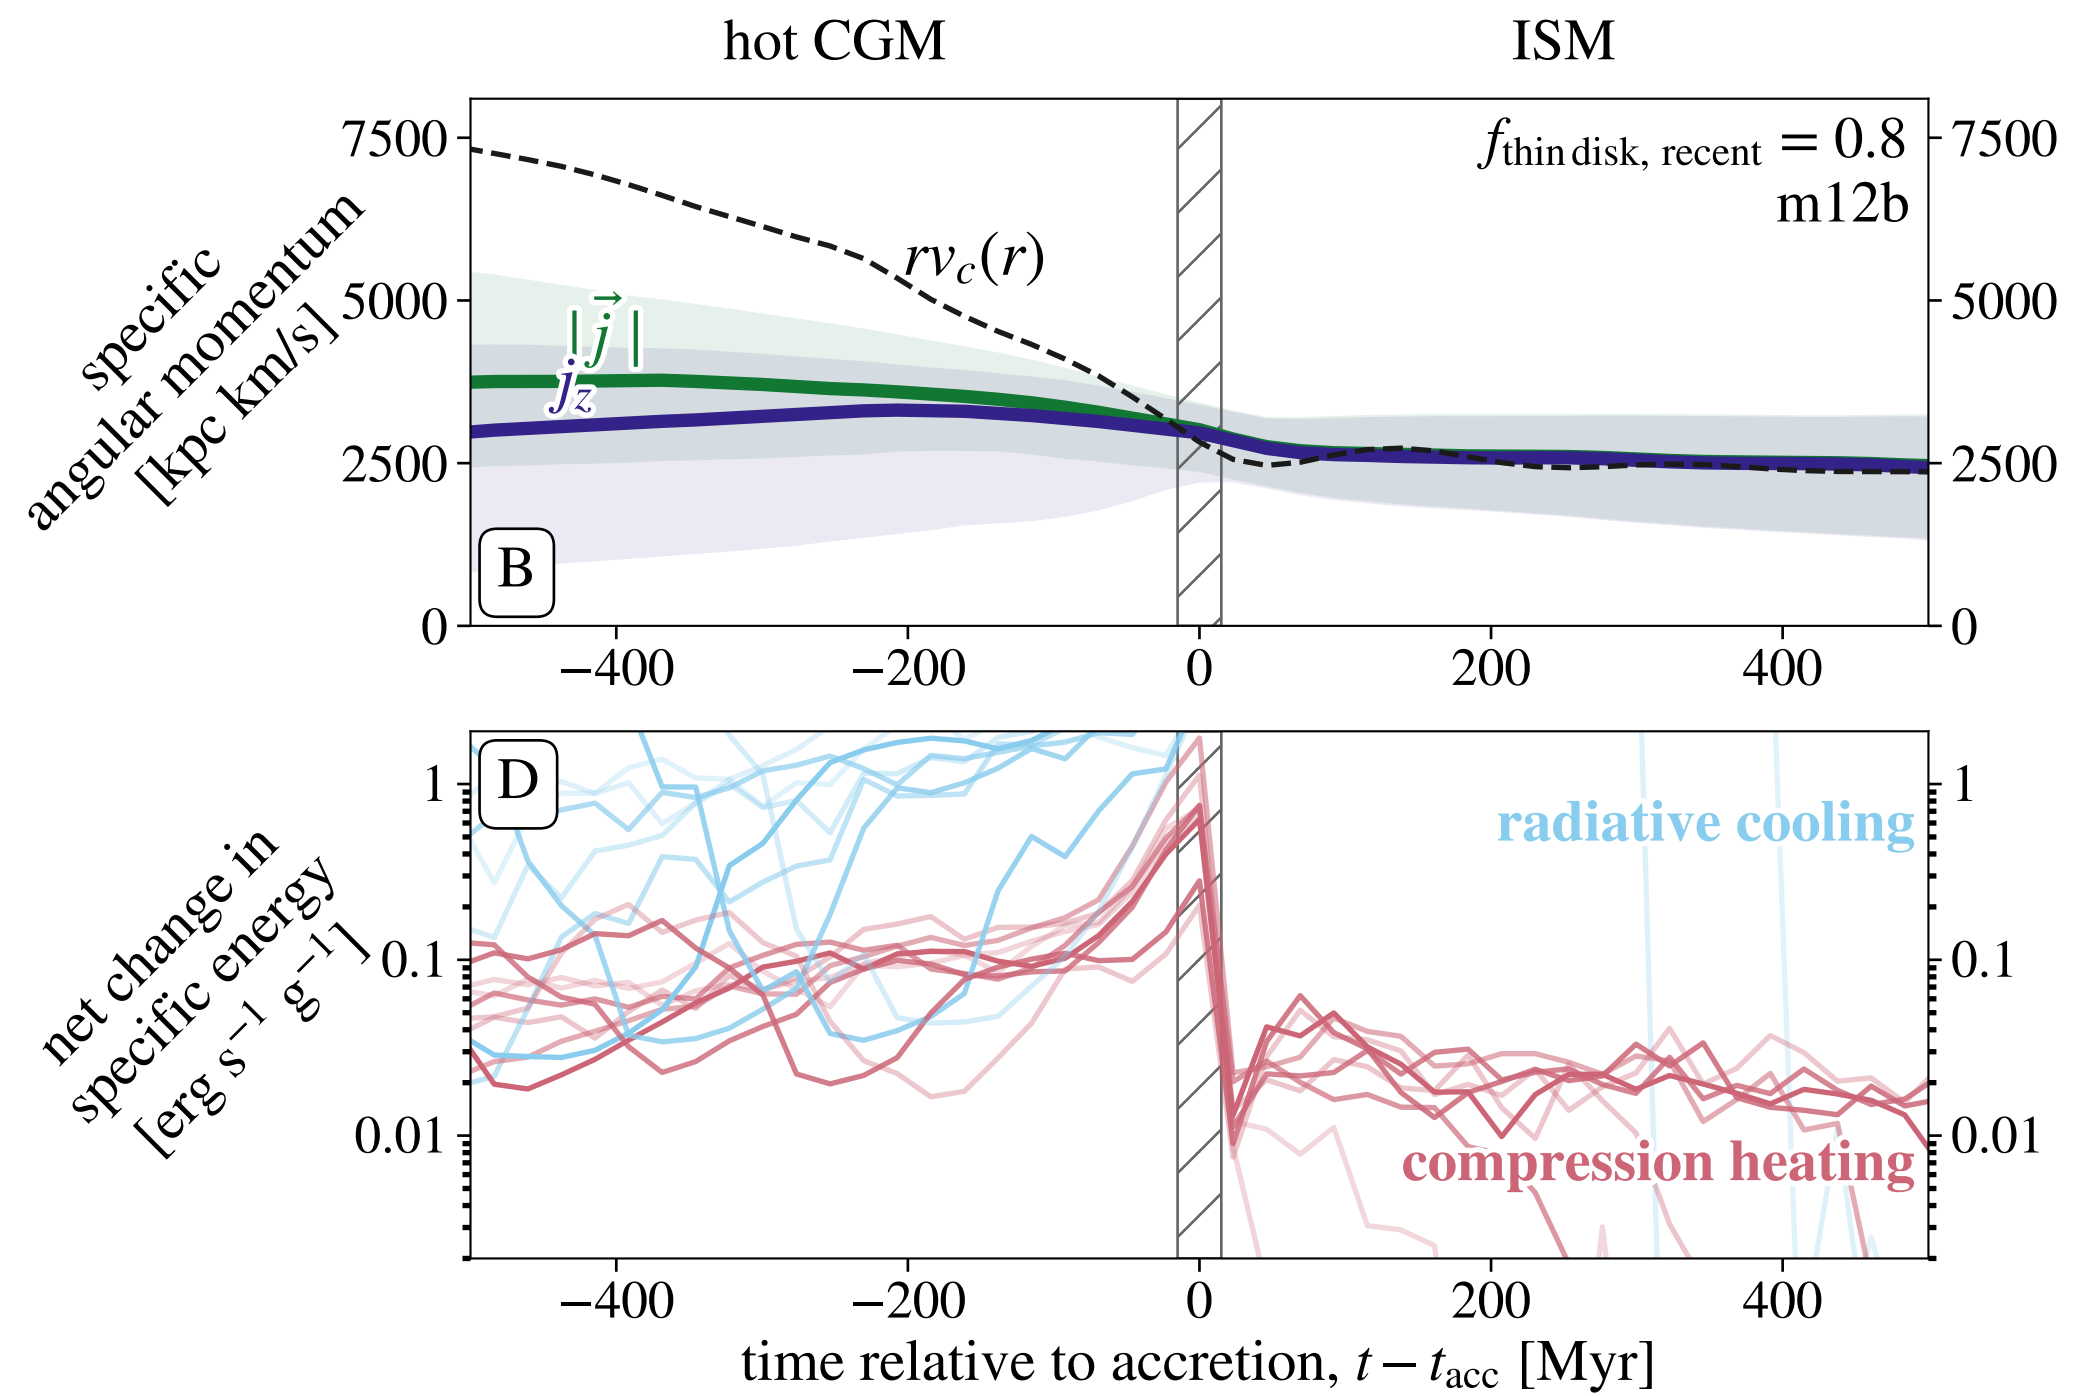 hot CGM
ISM
specific
angular momentum
[kpc km/s]
7500
5000
2500
0
f_thin disk, recent = 0.8
m12b
7500
5000
2500
0
rv_c(r)
|j⃗|
j_z
B
−400
−200
0
200
400
net change in
specific energy
[erg s⁻¹ g⁻¹]
1
0.1
0.01
D
radiative cooling
compression heating
1
0.1
0.01
−400
−200
0
200
400
time relative to accretion, t − t_acc [Myr]